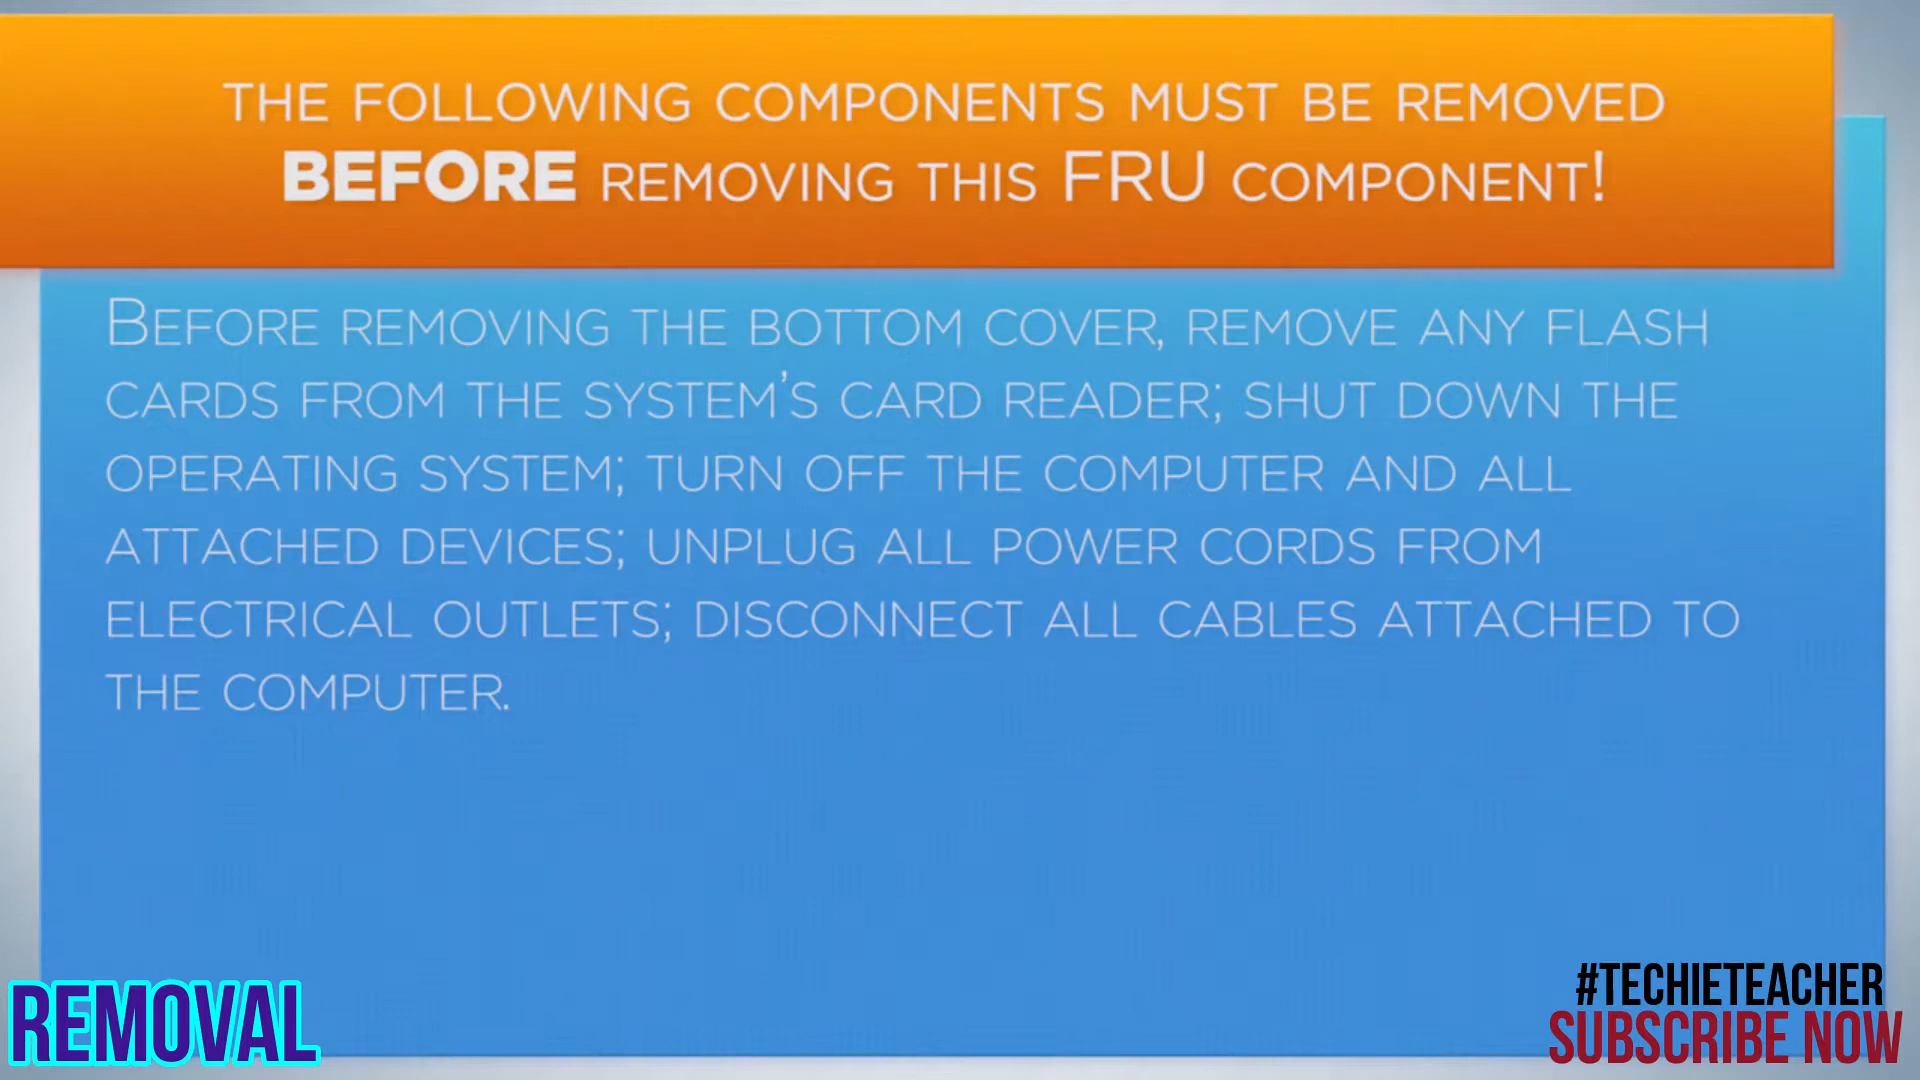 THE FOLLOWING COMPONENTS MUST BE REMOVED
BEFORE REMOVING THIS FRU COMPONENT!
BEFORE REMOVING THE BOTTOM COVER, REMOVE ANY FLASH
CARDS FROM THE SYSTEM'S CARD READER; SHUT DOWN THE
OPERATING SYSTEM; TURN OFF THE COMPUTER AND ALL
ATTACHED DEVICES; UNPLUG ALL POWER CORDS FROM
ELECTRICAL OUTLETS; DISCONNECT ALL CABLES ATTACHED TO
THE COMPUTER.
REMOVAL
#TECHIETEACHER
SUBSCRIBE NOW